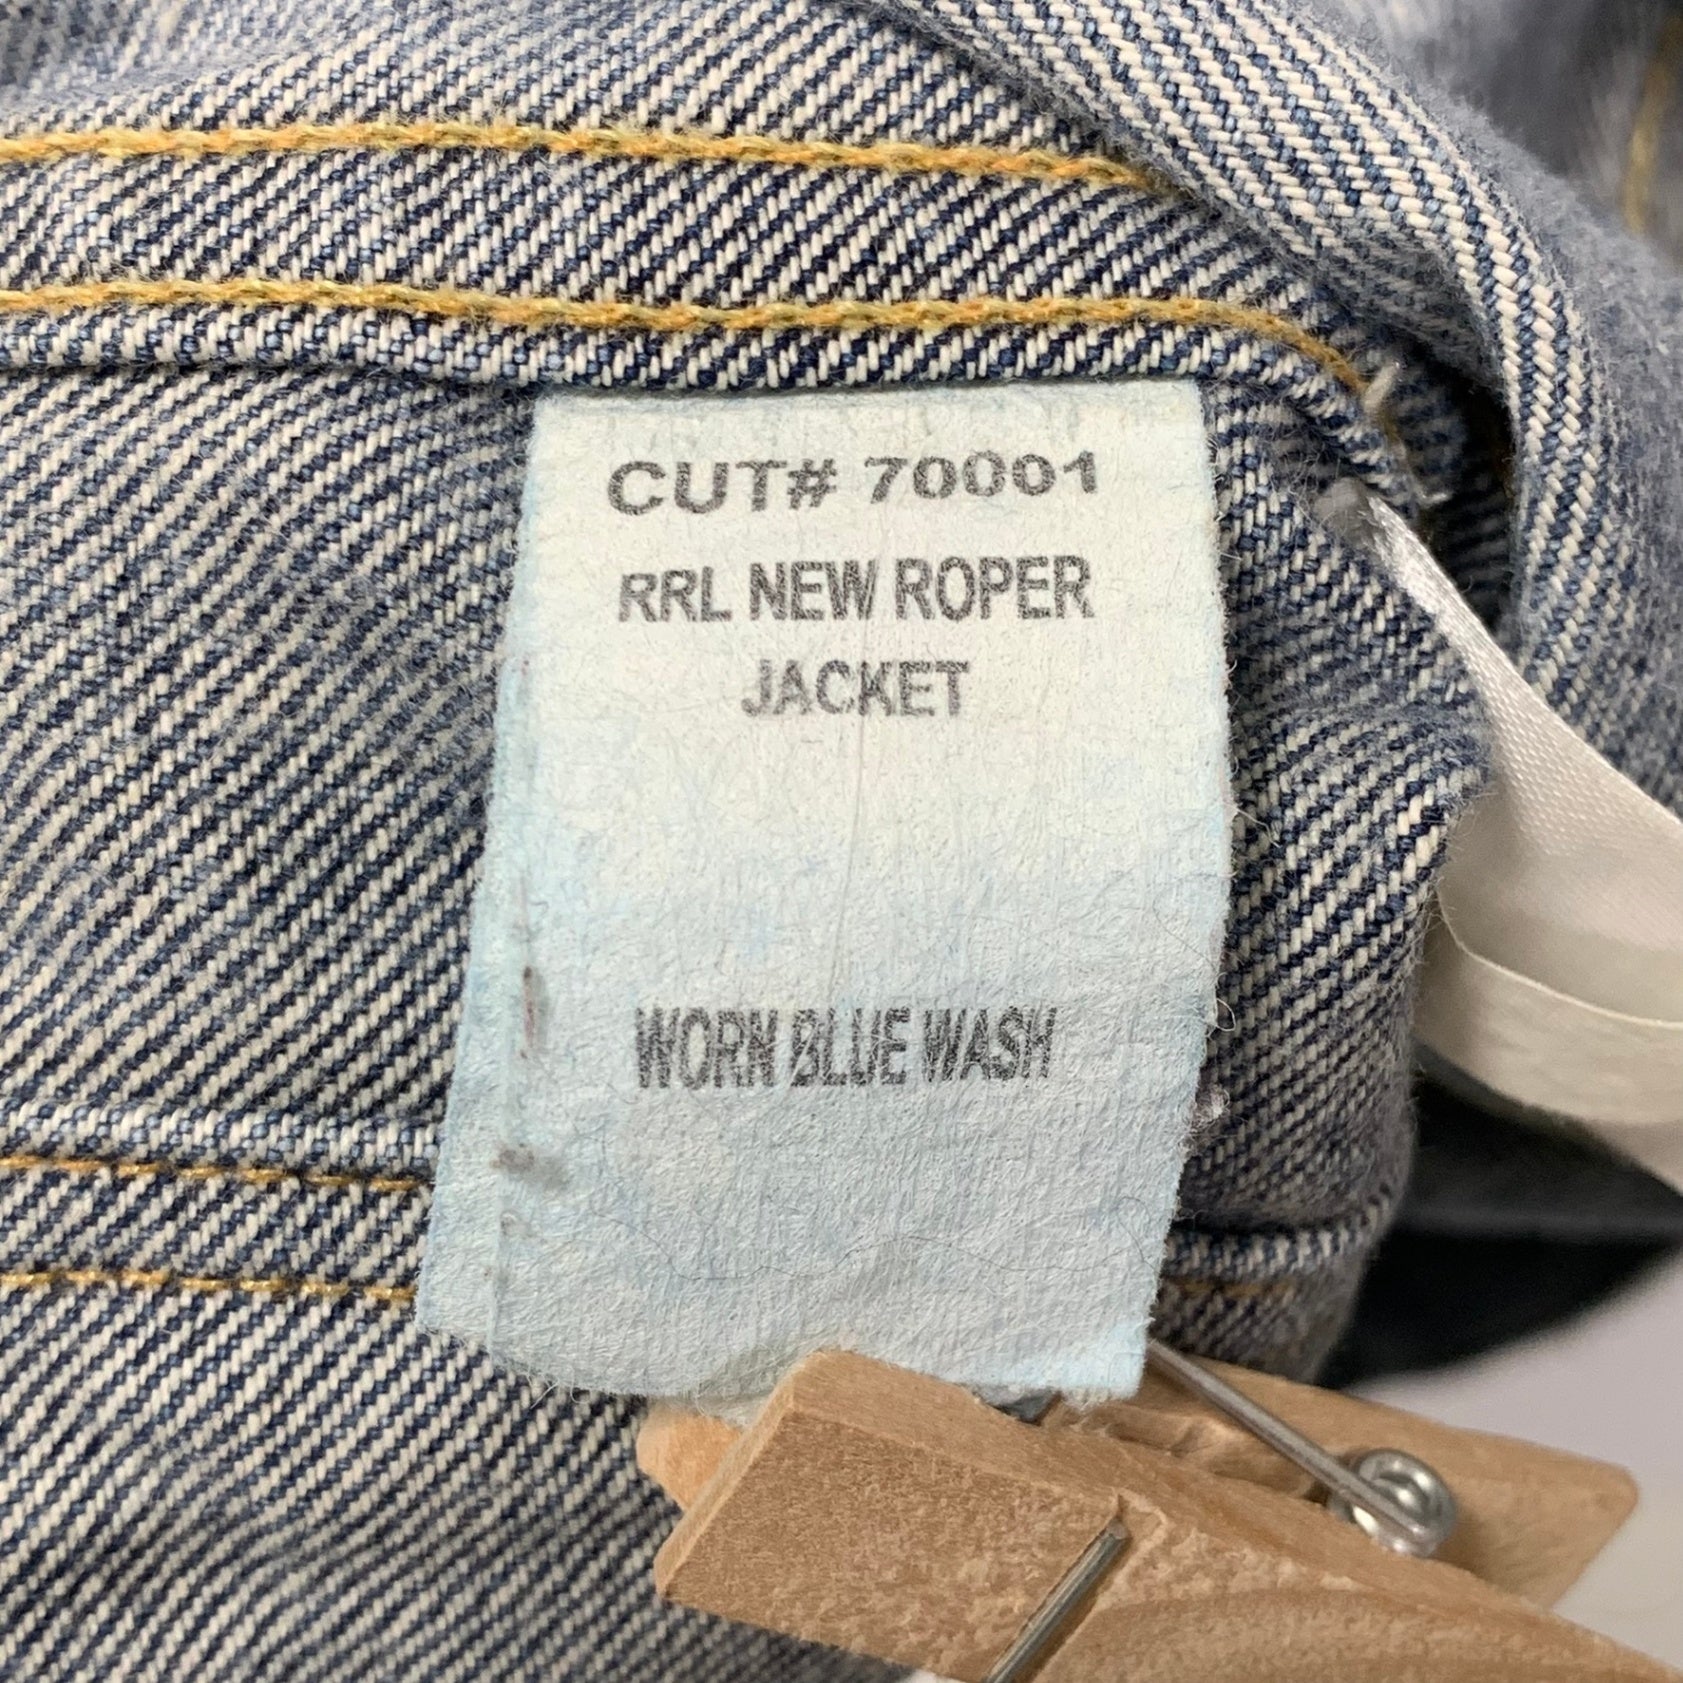 CUT# 70001
RRL NEW ROPER
JACKET
WORN BLUE WASH